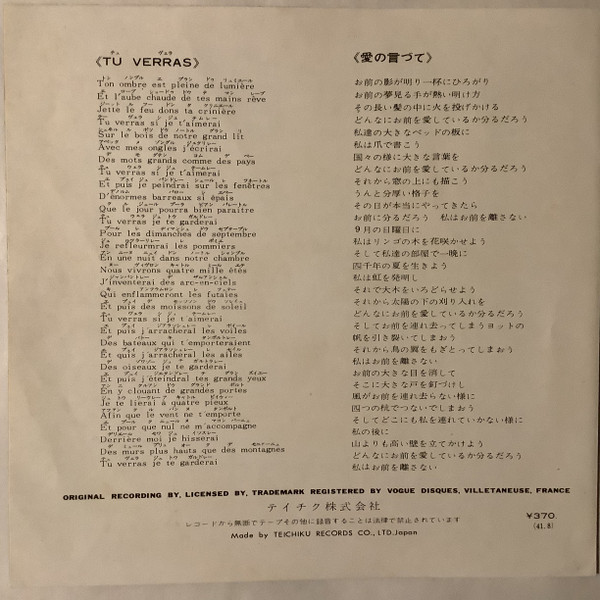 テュ ヴェラ
《TU VERRAS》
Ton ombre est pleine de lumière
Et l'aube chaude de tes mains rêve
Jette le feu dans ta crinière
Tu verras si je t'aimerai
Sur le bois de notre grand lit
Avec mes ongles j'écrirai
Des mots grands comme des pays
Tu verras si je t'aimerai
Et puis je peindrai sur les fenêtres
D'énormes barreaux si épais
Que le jour pourra bien paraître
Tu verras je te garderai
Pour les dimanches de septembre
Je refleurirai les pommiers
En une nuit dans notre chambre
Nous vivrons quatre mille étés
J'inventerai des arc-en-ciels
Qui enflammeront les futaies
Et puis des moissons de soleil
Tu verras si je t'aimerai
Et puis j'arracherai les voiles
Des bateaux qui t'emporteraient
Et puis j'arracherai les ailes
Des oiseaux je te garderai
Et puis j'éteindrai tes grands yeux
En y clouant de grandes portes
Je te lierai à quatre pieux
Afin que le vent ne t'emporte
Et pour que nul ne m'accompagne
Derrière moi je hisserai
Des murs plus hauts que des montagnes
Tu verras je te garderai
《愛の言づて》
お前の影が明り一杯にひろがり
お前の夢見る手が熱い明け方
その長い髪の中に火を投げかける
どんなにお前を愛しているか分るだろう
私達の大きなベッドの板に
私は爪で書こう
国々の様に大きな言葉を
どんなにお前を愛しているか分るだろう
それから窓の上にも描こう
うんと分厚い格子を
その日が本当にやってきたら
お前に分るだろう 私はお前を離さない
9月の日曜日に
私はリンゴの木を花咲かせよう
そして私達の部屋で一晩に
四千年の夏を生きよう
私は虹を発明し
それで大木をいろどらせよう
それから太陽の下の刈り入れを
どんなにお前を愛しているか分るだろう
そしてお前を連れ去ってしまうヨットの
帆を引き裂いてしまおう
それから鳥の翼をもぎとってしまおう
私はお前を離さない
お前の大きな目を消して
そこに大きな戸を釘づけし
風がお前を連れ去らない様に
四つの杭でつないでしまおう
そしてどこにも私を連れていかない様に
私の後に
山よりも高い壁を立てかけよう
どんなにお前を愛しているか分るだろう
私はお前を離さない
ORIGINAL RECORDING BY, LICENSED BY, TRADEMARK REGISTERED BY VOGUE DISQUES, VILLETANEUSE, FRANCE
テイチク株式会社
レコードから無断でテープその他に録音することは法律で禁止されています
Made by TEICHIKU RECORDS CO., LTD. Japan
¥370.
(41.8)